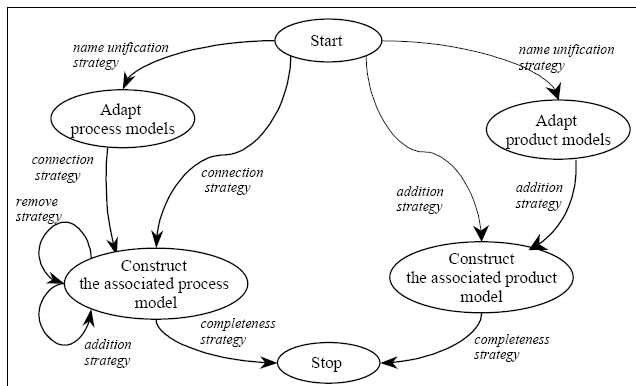 Start
name unification
strategy
name unification
strategy
Adapt
process models
Adapt
product models
connection
strategy
connection
strategy
addition
strategy
addition
strategy
remove
strategy
Construct
the associated process
model
Construct
the associated product
model
addition
strategy
completeness
strategy
completeness
strategy
Stop